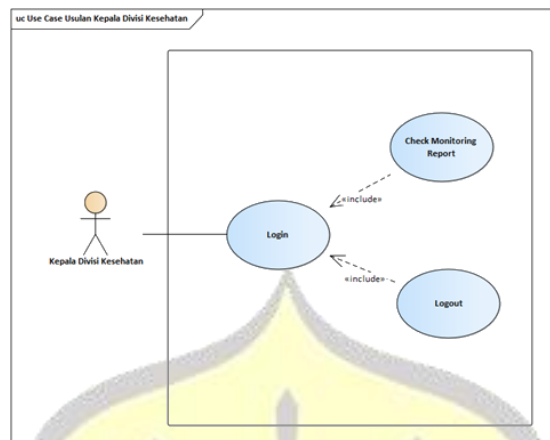 uc Use Case Usulan Kepala Divisi Kesehatan
Check Monitoring
Report
«include»
Login
Kepala Divisi Kesehatan
«include»
Logout